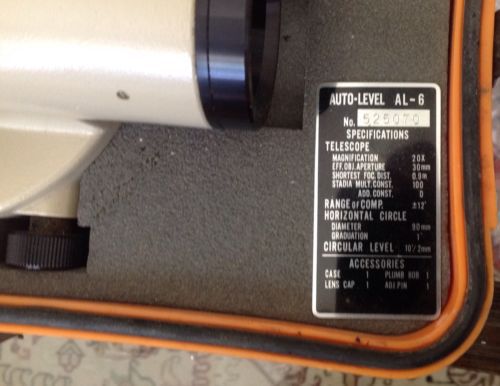 AUTO-LEVEL AL-6
No. 525070
SPECIFICATIONS
TELESCOPE
MAGNIFICATION 20X
EFF. OBJ. APERTURE 30mm
SHORTEST FOC. DIST. 0.9m
STADIA MULT. CONST. 100
ADD. CONST. 0
RANGE OF COMP. ±12'
HORIZONTAL CIRCLE
DIAMETER 90mm
GRADUATION 1°
CIRCULAR LEVEL 10'/2mm
ACCESSORIES
CASE 1 PLUMB BOB 1
LENS CAP 1 ADJ. PIN 1